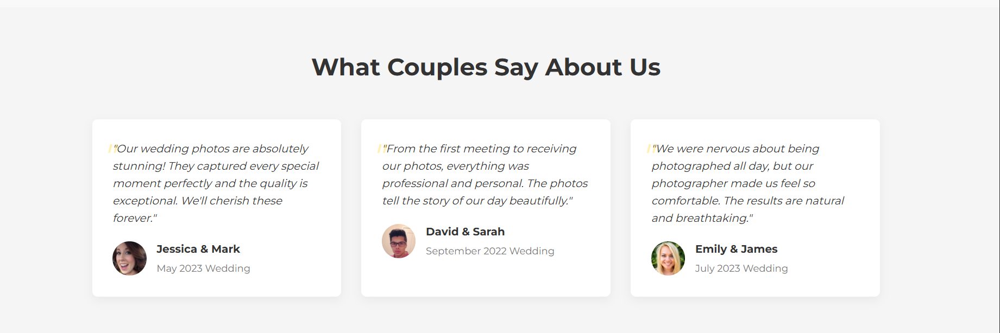 What Couples Say About Us
"Our wedding photos are absolutely
stunning! They captured every special
moment perfectly and the quality is
exceptional. We'll cherish these
forever."
Jessica & Mark
May 2023 Wedding
"From the first meeting to receiving
our photos, everything was
professional and personal. The photos
tell the story of our day beautifully."
David & Sarah
September 2022 Wedding
"We were nervous about being
photographed all day, but our
photographer made us feel so
comfortable. The results are natural
and breathtaking."
Emily & James
July 2023 Wedding